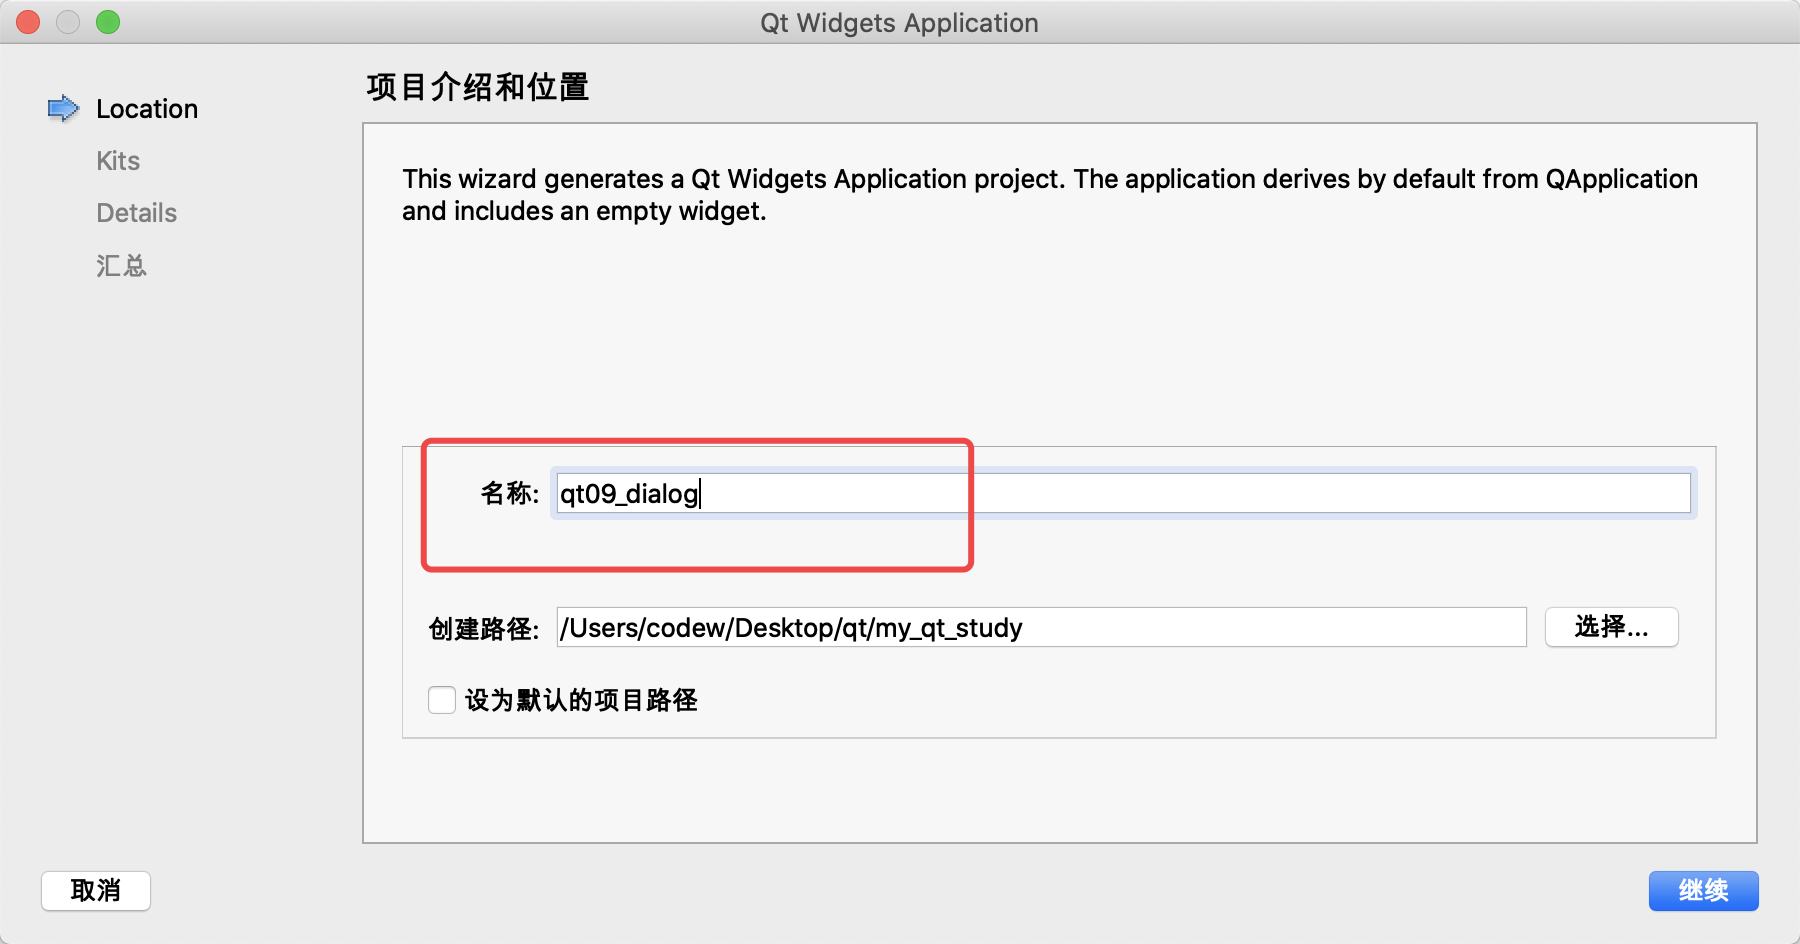 Qt Widgets Application
Location
Kits
Details
汇总
项目介绍和位置
This wizard generates a Qt Widgets Application project. The application derives by default from QApplication
and includes an empty widget.
名称: qt09_dialog
创建路径: /Users/codew/Desktop/qt/my_qt_study 选择...
设为默认的项目路径
取消 继续